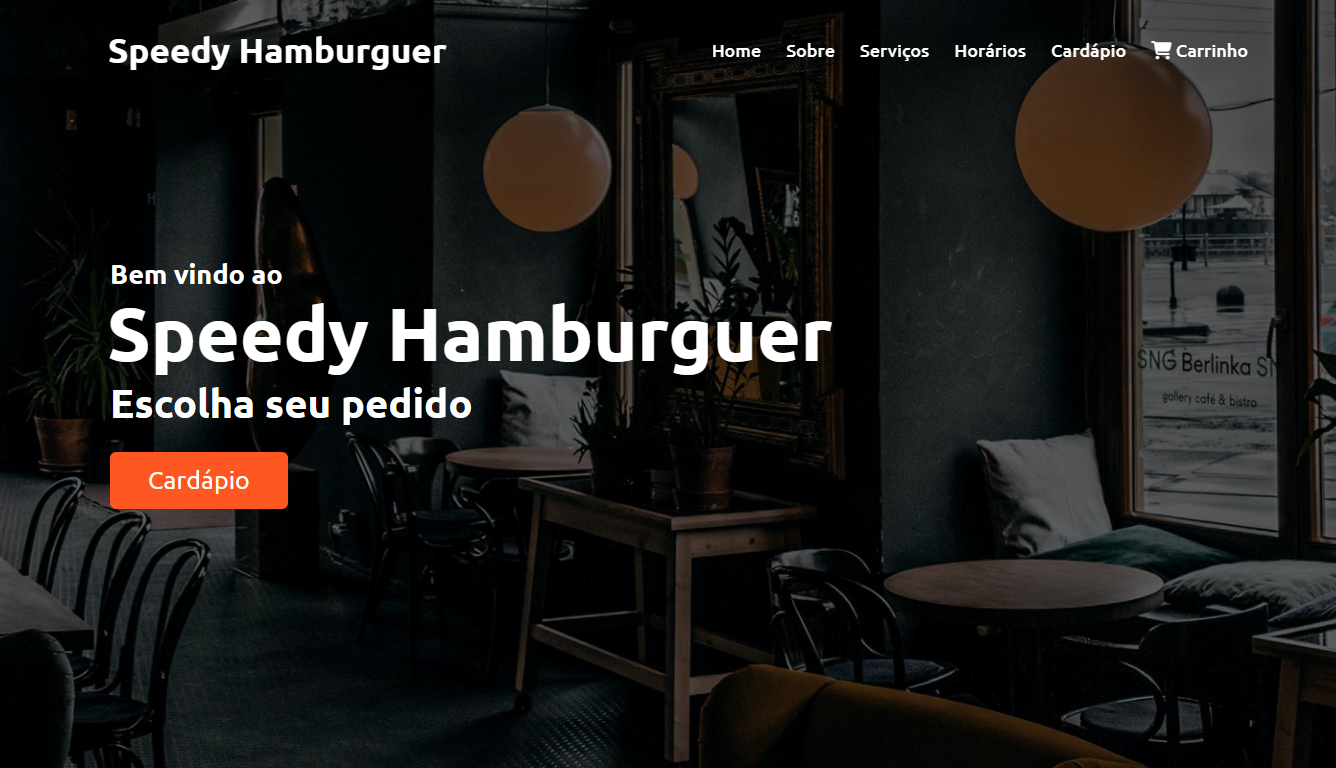 Speedy Hamburguer
Home Sobre Serviços Horários Cardápio Carrinho
Bem vindo ao
Speedy Hamburguer
Escolha seu pedido
Cardápio
SNG Berlinka
gallery café & bistro